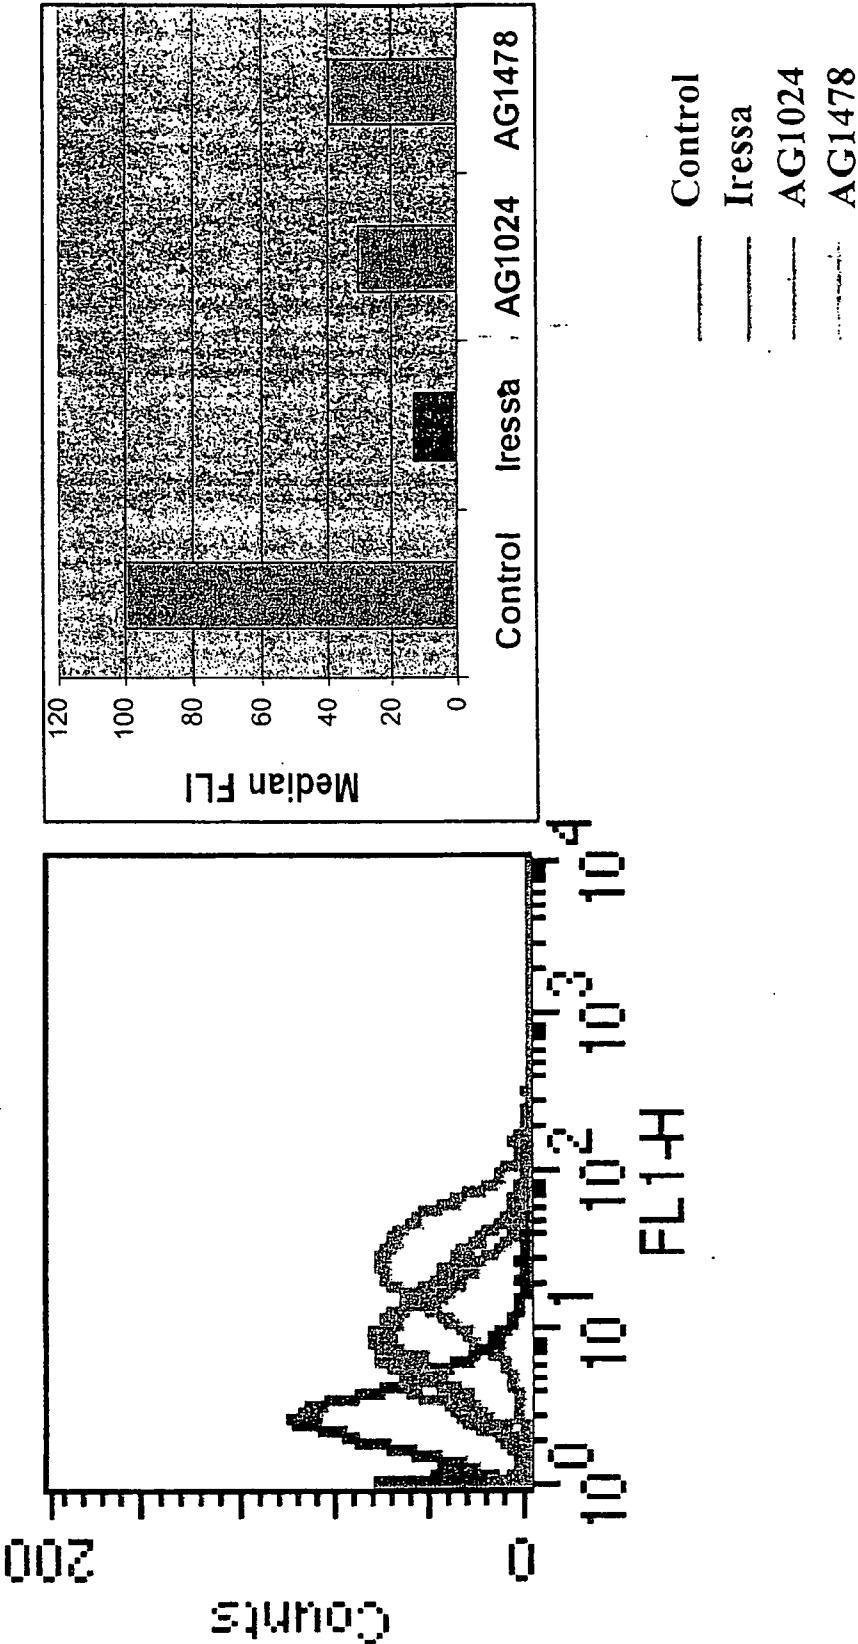 200
0
Counts
10^0 10^1 10^2 10^3 10^4
FL1-H
Median FLI
120
100
80
60
40
20
0
Control Iressa AG1024 AG1478
Control
Iressa
AG1024
AG1478